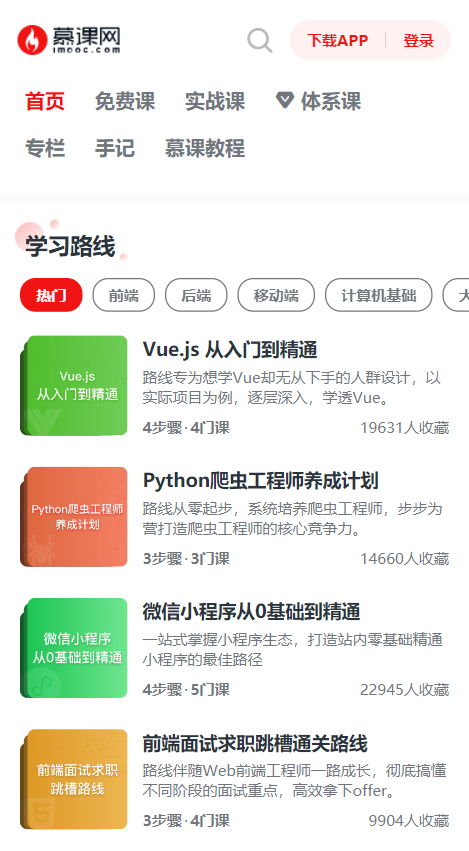 慕课网
imooc.com
下载APP
登录
首页 免费课 实战课 体系课
专栏 手记 慕课教程
学习路线
热门 前端 后端 移动端 计算机基础
Vue.js
从入门到精通
Vue.js 从入门到精通
路线专为想学Vue却无从下手的人群设计，以
实际项目为例，逐层深入，学透Vue。
4步骤·4门课 19631人收藏
Python爬虫工程师
养成计划
Python爬虫工程师养成计划
路线从零起步，系统培养爬虫工程师，步步为
营打造爬虫工程师的核心竞争力。
3步骤·3门课 14660人收藏
微信小程序
从0基础到精通
微信小程序从0基础到精通
一站式掌握小程序生态，打造站内零基础精通
小程序的最佳路径
4步骤·5门课 22945人收藏
前端面试求职
跳槽路线
前端面试求职跳槽通关路线
路线伴随Web前端工程师一路成长，彻底搞懂
不同阶段的面试重点，高效拿下offer。
3步骤·4门课 9904人收藏